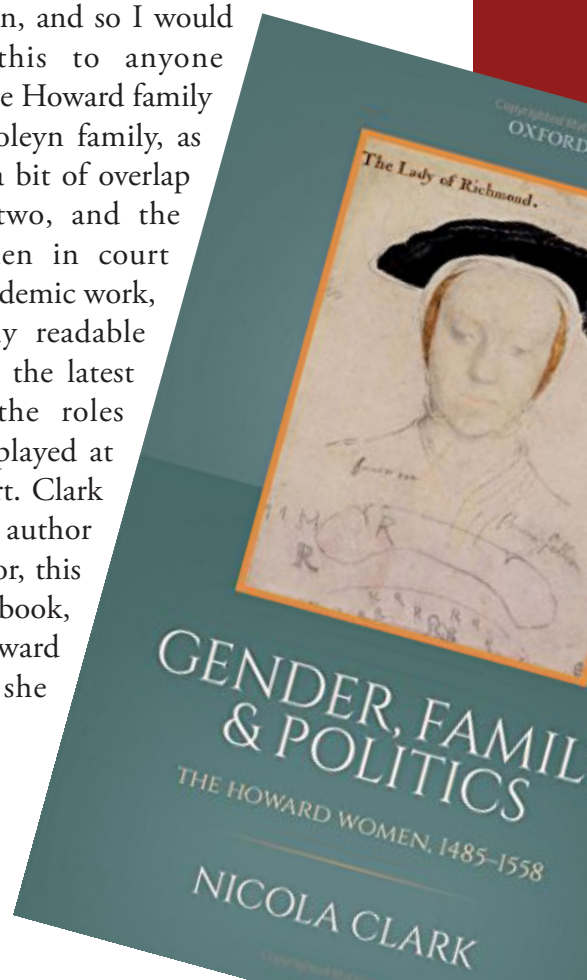 n, and so I would
this to anyone
e Howard family
oleyn family, as
a bit of overlap
two, and the
en in court
demic work,
y readable
the latest
the roles
played at
rt. Clark
author
or, this
book,
ward
she
OXFORD
The Lady of Richmond.
M R
R
GENDER, FAMIL
& POLITICS
THE HOWARD WOMEN, 1485–1558
NICOLA CLARK
Copyrighted